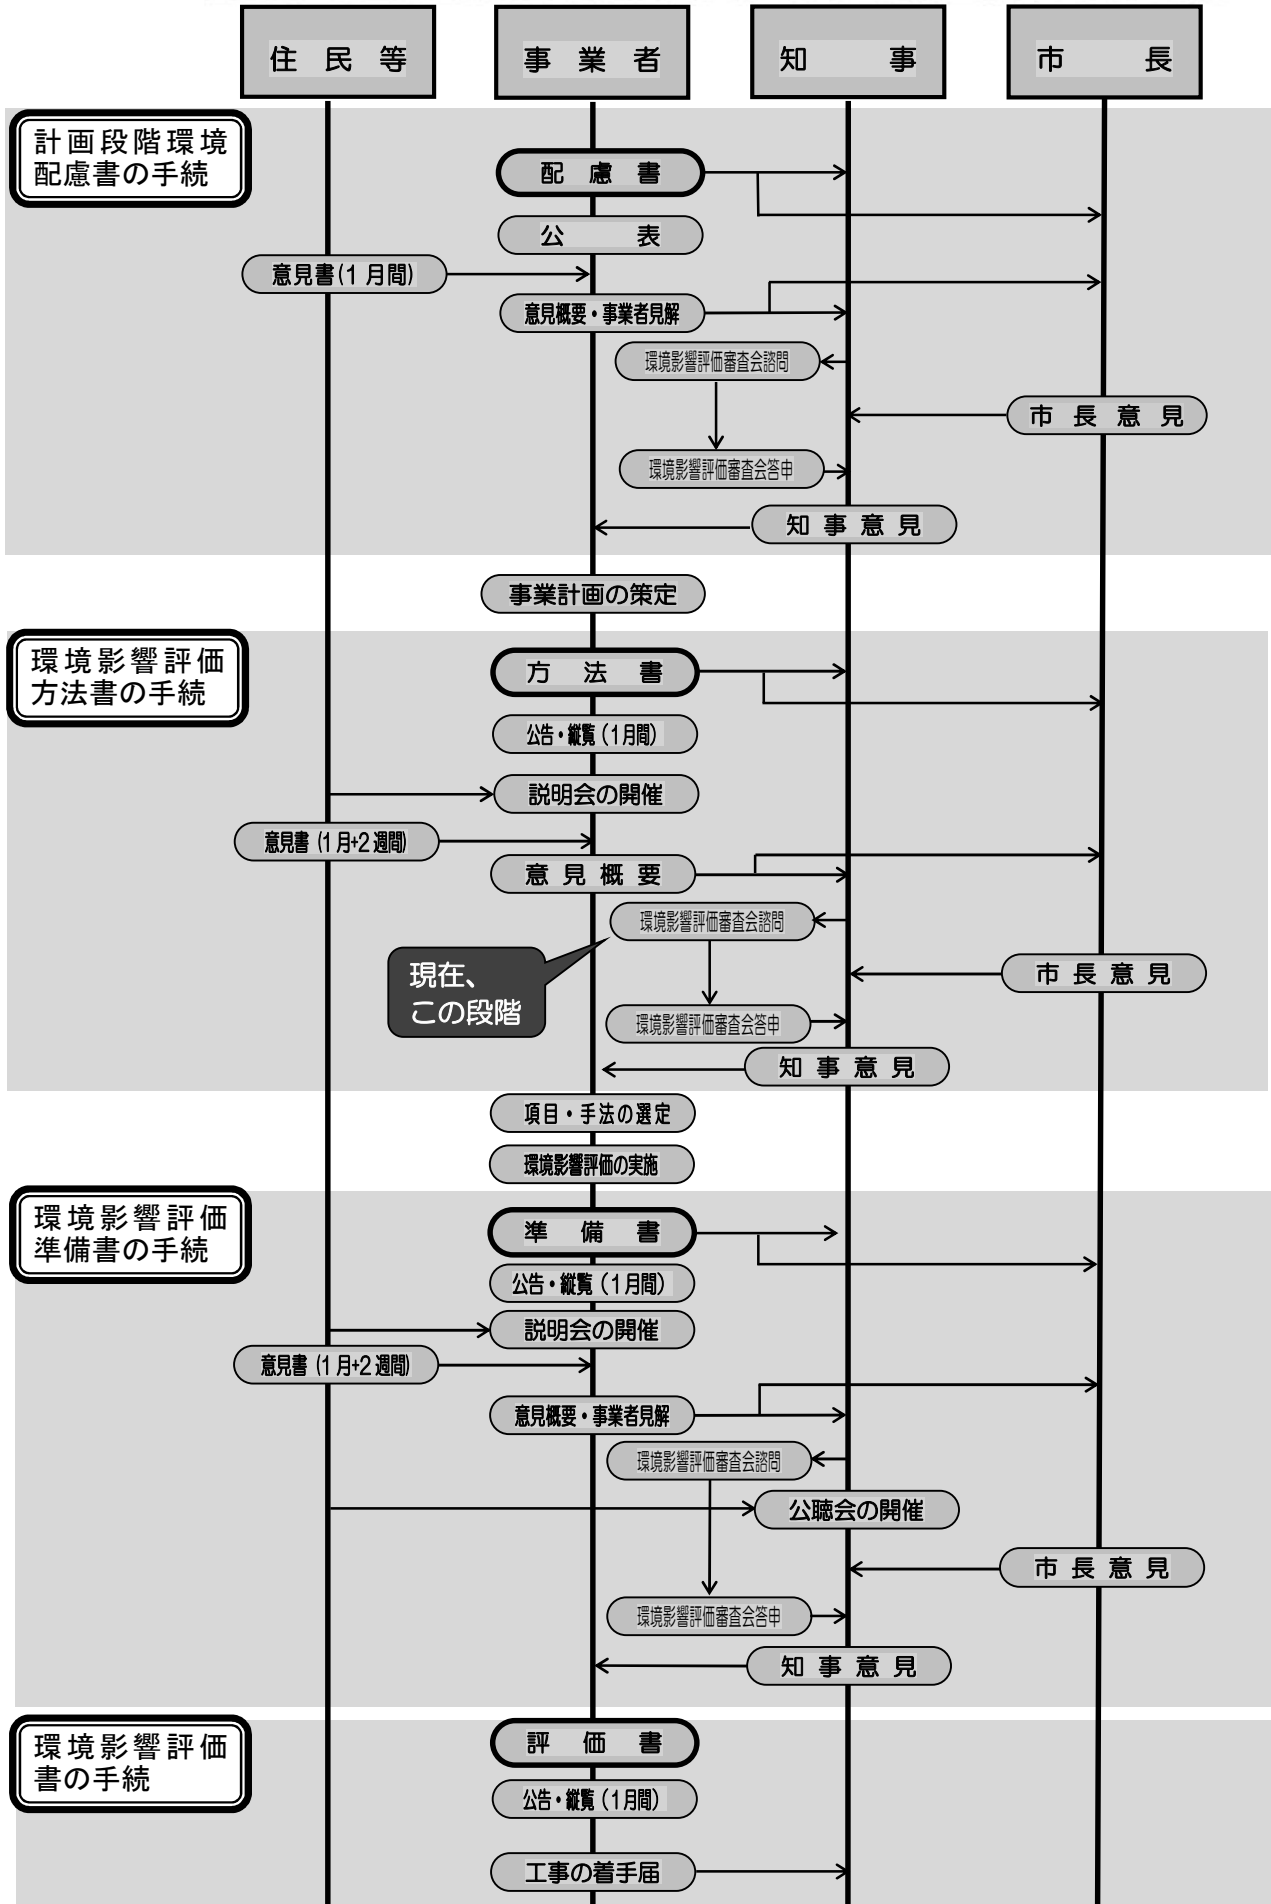 住民等
事業者
知事
市長
計画段階環境
配慮書の手続
配慮書
公表
意見書(1月間)
意見概要・事業者見解
環境影響評価審査会諮問
市長意見
環境影響評価審査会答申
知事意見
事業計画の策定
環境影響評価
方法書の手続
方法書
公告・縦覧(1月間)
説明会の開催
意見書(1月+2週間)
意見概要
環境影響評価審査会諮問
現在、
この段階
市長意見
環境影響評価審査会答申
知事意見
項目・手法の選定
環境影響評価の実施
環境影響評価
準備書の手続
準備書
公告・縦覧(1月間)
説明会の開催
意見書(1月+2週間)
意見概要・事業者見解
環境影響評価審査会諮問
公聴会の開催
市長意見
環境影響評価審査会答申
知事意見
環境影響評価
書の手続
評価書
公告・縦覧(1月間)
工事の着手届